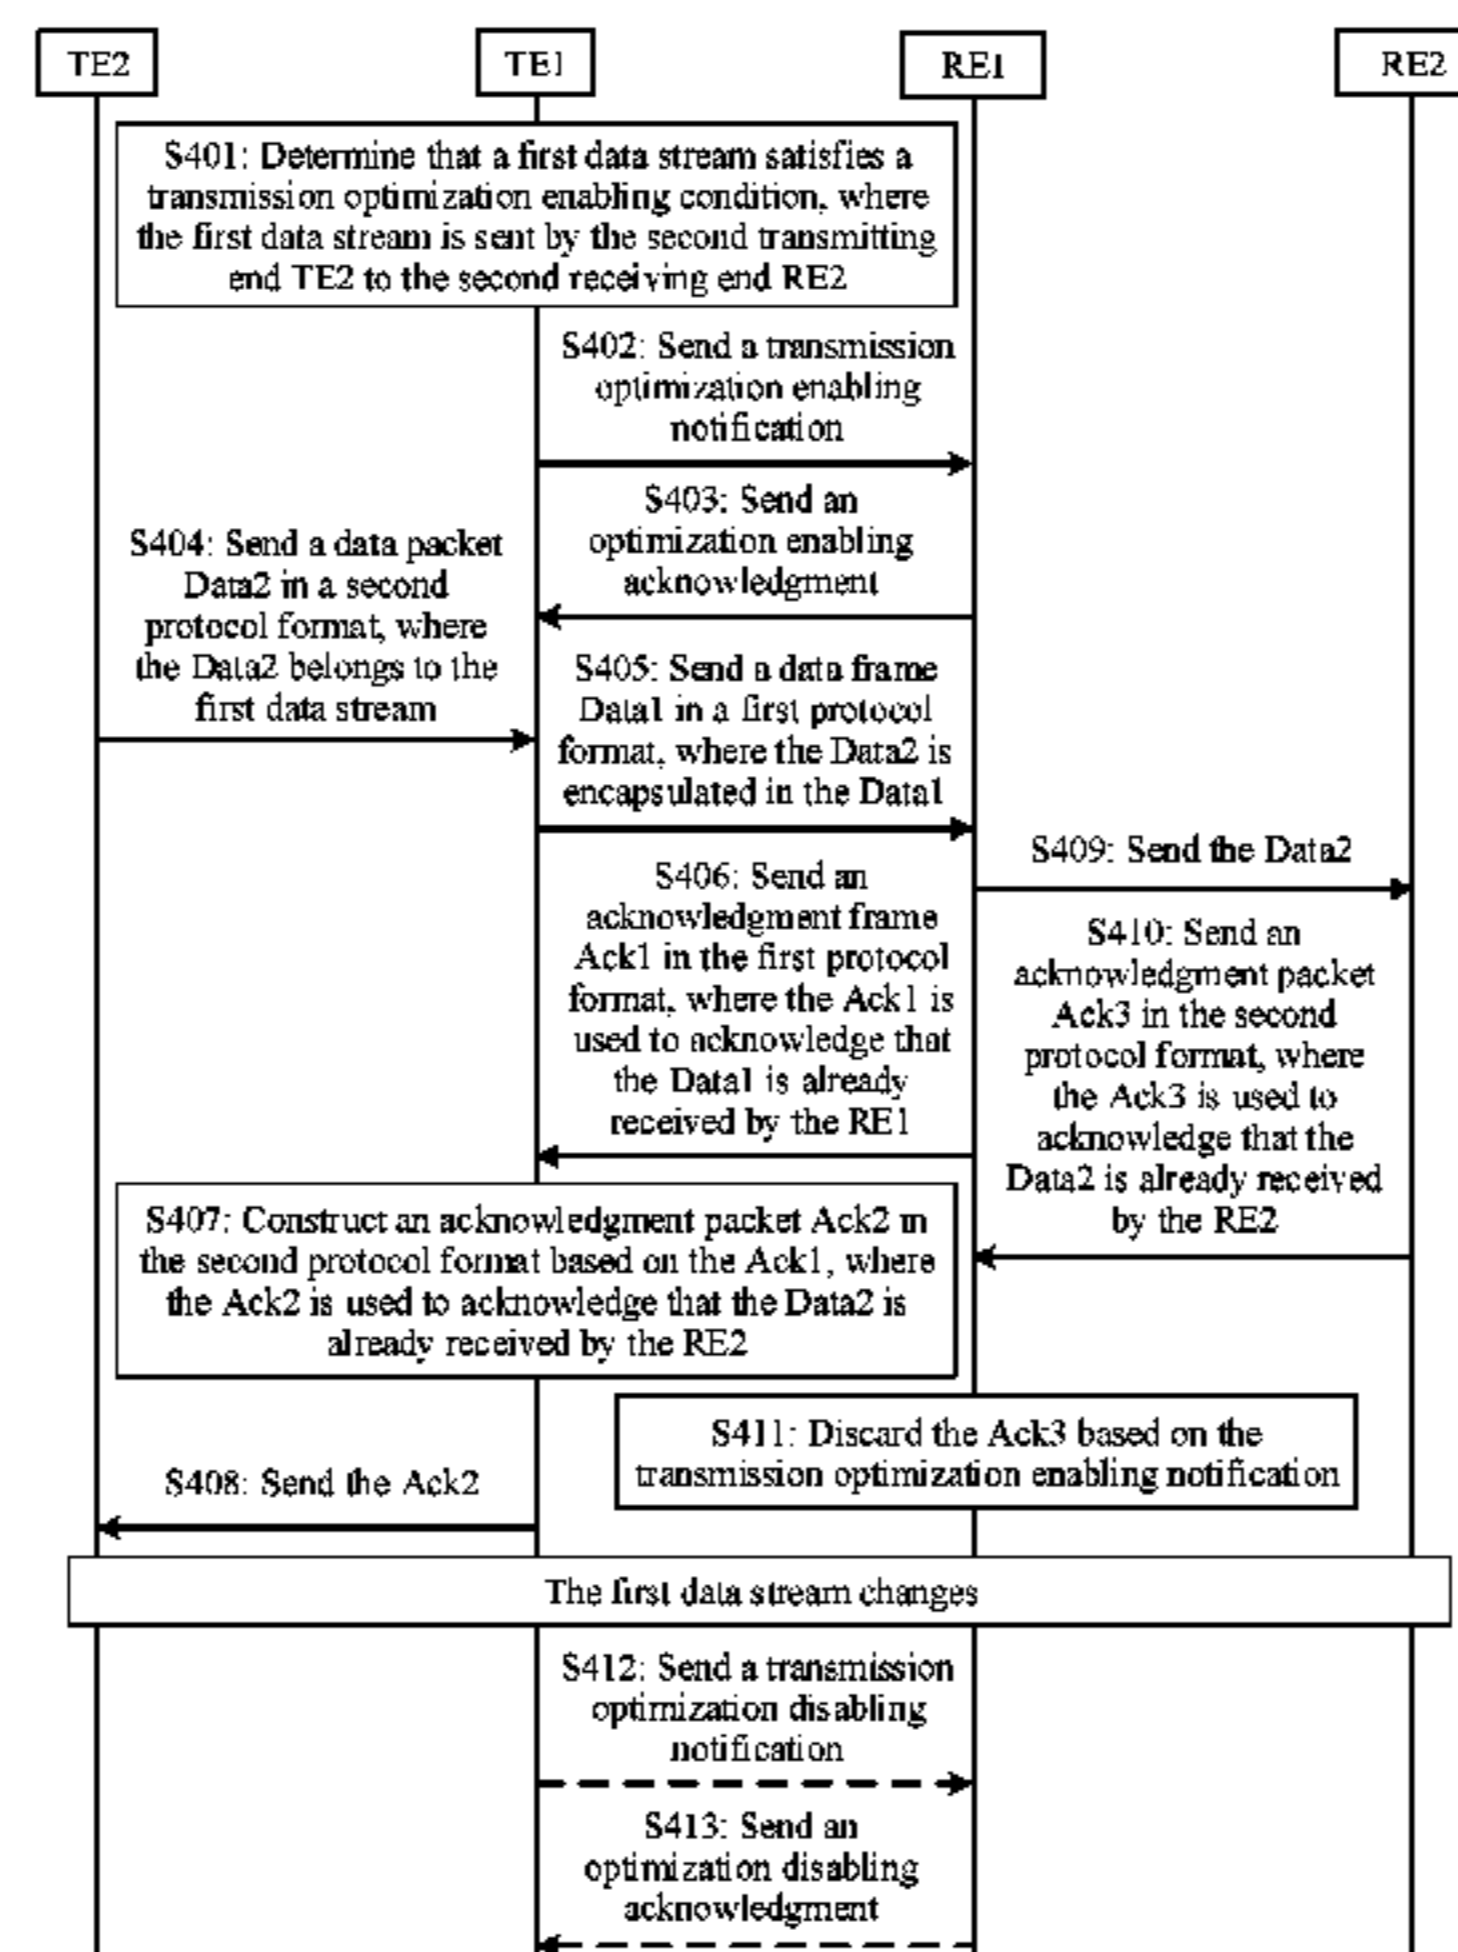 TE2
TE1
RE1
RE2
S401: Determine that a first data stream satisfies a
transmission optimization enabling condition, where
the first data stream is sent by the second transmitting
end TE2 to the second receiving end RE2
S402: Send a transmission
optimization enabling
notification
S403: Send an
optimization enabling
acknowledgment
S404: Send a data packet
Data2 in a second
protocol format, where
the Data2 belongs to the
first data stream
S405: Send a data frame
Data1 in a first protocol
format, where the Data2 is
encapsulated in the Data1
S409: Send the Data2
S406: Send an
acknowledgment frame
Ack1 in the first protocol
format, where the Ack1 is
used to acknowledge that
the Data1 is already
received by the RE1
S410: Send an
acknowledgment packet
Ack3 in the second
protocol format, where
the Ack3 is used to
acknowledge that the
Data2 is already received
by the RE2
S407: Construct an acknowledgment packet Ack2 in
the second protocol format based on the Ack1, where
the Ack2 is used to acknowledge that the Data2 is
already received by the RE2
S411: Discard the Ack3 based on the
transmission optimization enabling notification
S408: Send the Ack2
The first data stream changes
S412: Send a transmission
optimization disabling
notification
S413: Send an
optimization disabling
acknowledgment